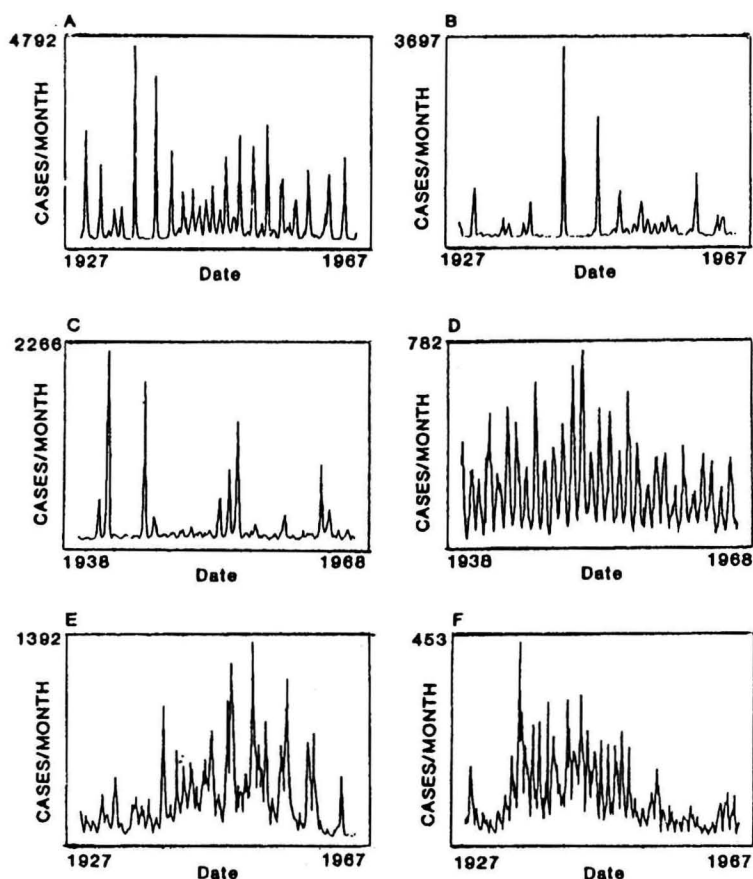 A
4792
CASES/MONTH
1927
1967
Date
B
3697
CASES/MONTH
1927
1967
Date
C
2266
CASES/MONTH
1938
1968
Date
D
782
CASES/MONTH
1938
1968
Date
E
1392
CASES/MONTH
1927
1967
Date
F
453
CASES/MONTH
1927
1967
Date